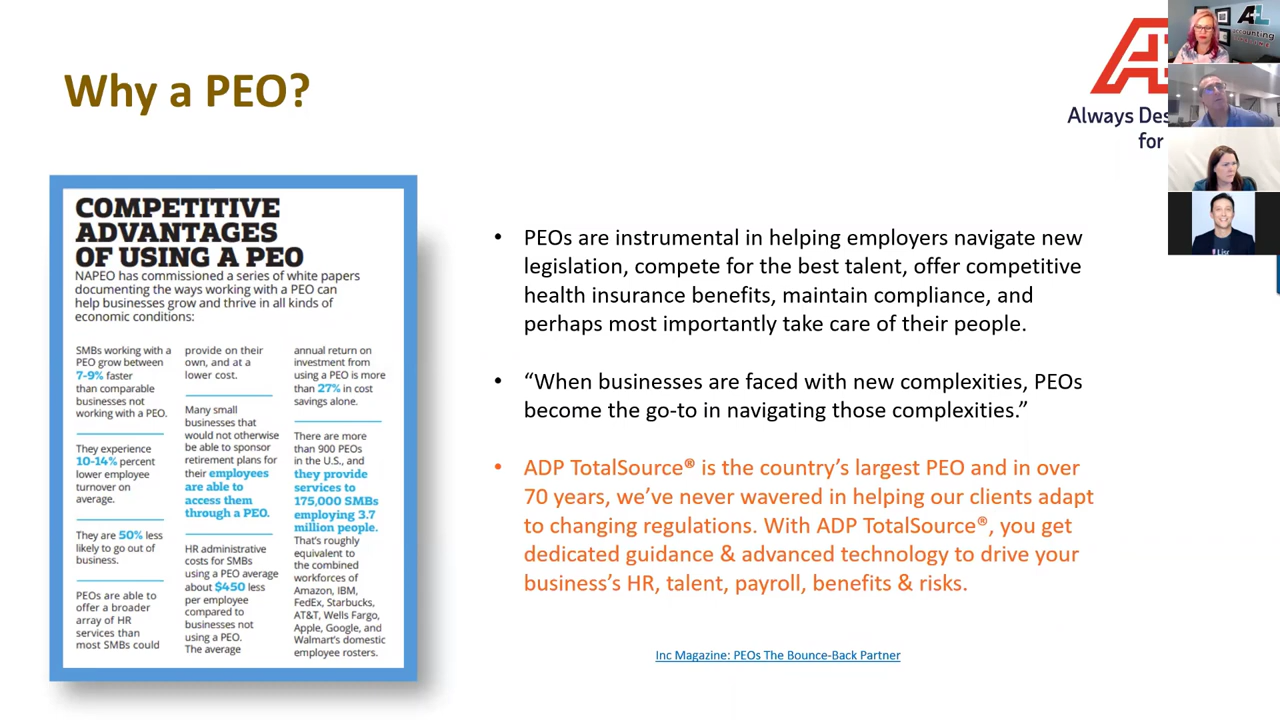 Why a PEO?
Always Des
for
COMPETITIVE
ADVANTAGES
OF USING A PEO
NAPEO has commissioned a series of white papers
documenting the ways working with a PEO can
help businesses grow and thrive in all kinds of
economic conditions:
SMBs working with a
PEO grow between
7-9% faster
than comparable
businesses not
working with a PEO.
They experience
10-14% percent
lower employee
turnover on
average.
They are 50% less
likely to go out of
business.
PEOs are able to
offer a broader
array of HR
services than
most SMBs could
provide on their
own, and at a
lower cost.
Many small
businesses that
would not otherwise
be able to sponsor
retirement plans for
their employees
are able to
access them
through a PEO.
HR administrative
costs for SMBs
using a PEO average
about $450 less
per employee
compared to
businesses not
using a PEO.
The average
annual return on
investment from
using a PEO is more
than 27% in cost
savings alone.
There are more
than 900 PEOs
in the U.S., and
they provide
services to
175,000 SMBs
employing 3.7
million people.
That's roughly
equivalent to
the combined
workforces of
Amazon, IBM,
FedEx, Starbucks,
AT&T, Wells Fargo,
Apple, Google, and
Walmart's domestic
employee rosters.
• PEOs are instrumental in helping employers navigate new
legislation, compete for the best talent, offer competitive
health insurance benefits, maintain compliance, and
perhaps most importantly take care of their people.
• “When businesses are faced with new complexities, PEOs
become the go-to in navigating those complexities.”
• ADP TotalSource® is the country’s largest PEO and in over
70 years, we’ve never wavered in helping our clients adapt
to changing regulations. With ADP TotalSource®, you get
dedicated guidance & advanced technology to drive your
business’s HR, talent, payroll, benefits & risks.
Inc Magazine: PEOs The Bounce-Back Partner